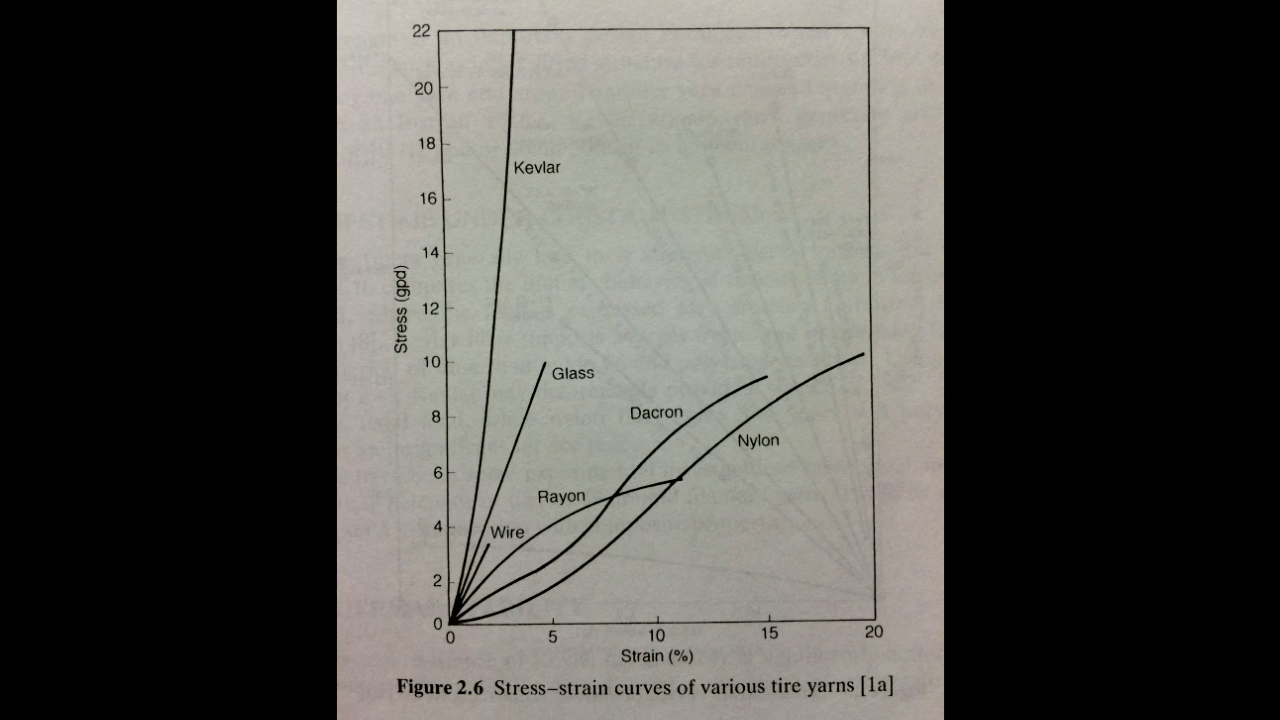 22
20
18
Kevlar
16
14
Stress (gpd)
12
10
Glass
8
Dacron
Nylon
6
Rayon
4
Wire
2
0
0 5 10 15 20
Strain (%)
Figure 2.6 Stress–strain curves of various tire yarns [1a]